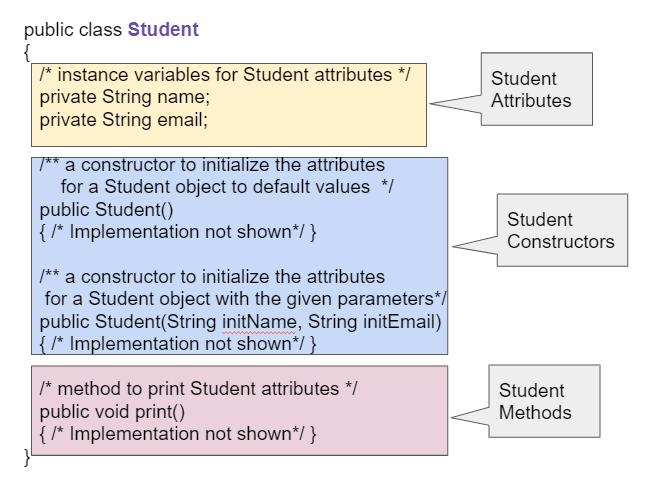 public class Student
{
/* instance variables for Student attributes */
private String name;
private String email;
Student
Attributes
/** a constructor to initialize the attributes
for a Student object to default values */
public Student()
{ /* Implementation not shown*/ }
/** a constructor to initialize the attributes
for a Student object with the given parameters*/
public Student(String initName, String initEmail)
{ /* Implementation not shown*/ }
Student
Constructors
/* method to print Student attributes */
public void print()
{ /* Implementation not shown*/ }
Student
Methods
}